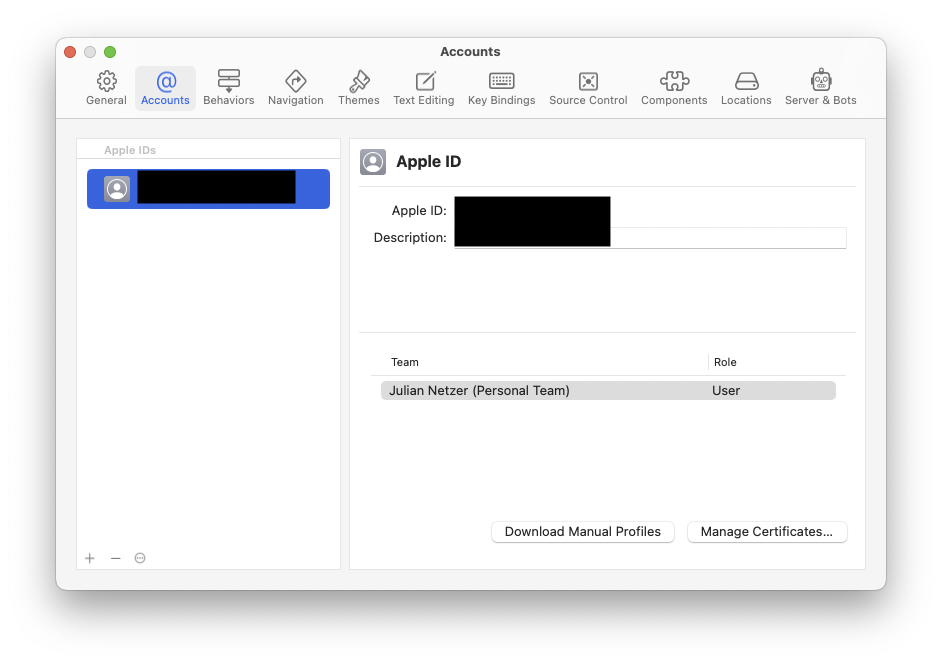 Accounts
General
Accounts
Behaviors
Navigation
Themes
Text Editing
Key Bindings
Source Control
Components
Locations
Server & Bots
Apple IDs
Apple ID
Apple ID:
Description:
Team Role
Julian Netzer (Personal Team) User
Download Manual Profiles
Manage Certificates...